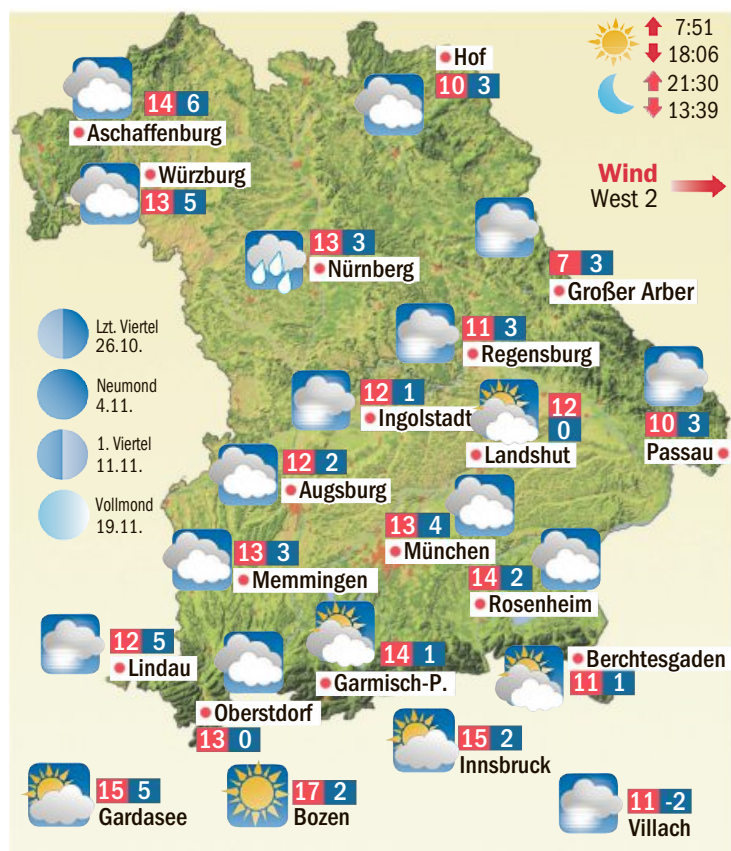 7:51
18:06
21:30
13:39
Hof
10 3
14 6
Aschaffenburg
Würzburg
13 5
Wind
West 2
13 3
Nürnberg
7 3
Großer Arber
Lzt. Viertel
26.10.
11 3
Regensburg
Neumond
4.11.
12 1
Ingolstadt
12
0
Landshut
10 3
Passau
1. Viertel
11.11.
12 2
Augsburg
Vollmond
19.11.
13 4
München
13 3
Memmingen
14 2
Rosenheim
12 5
Lindau
14 1
Garmisch-P.
Berchtesgaden
11 1
Oberstdorf
13 0
15 2
Innsbruck
15 5
Gardasee
17 2
Bozen
11 -2
Villach